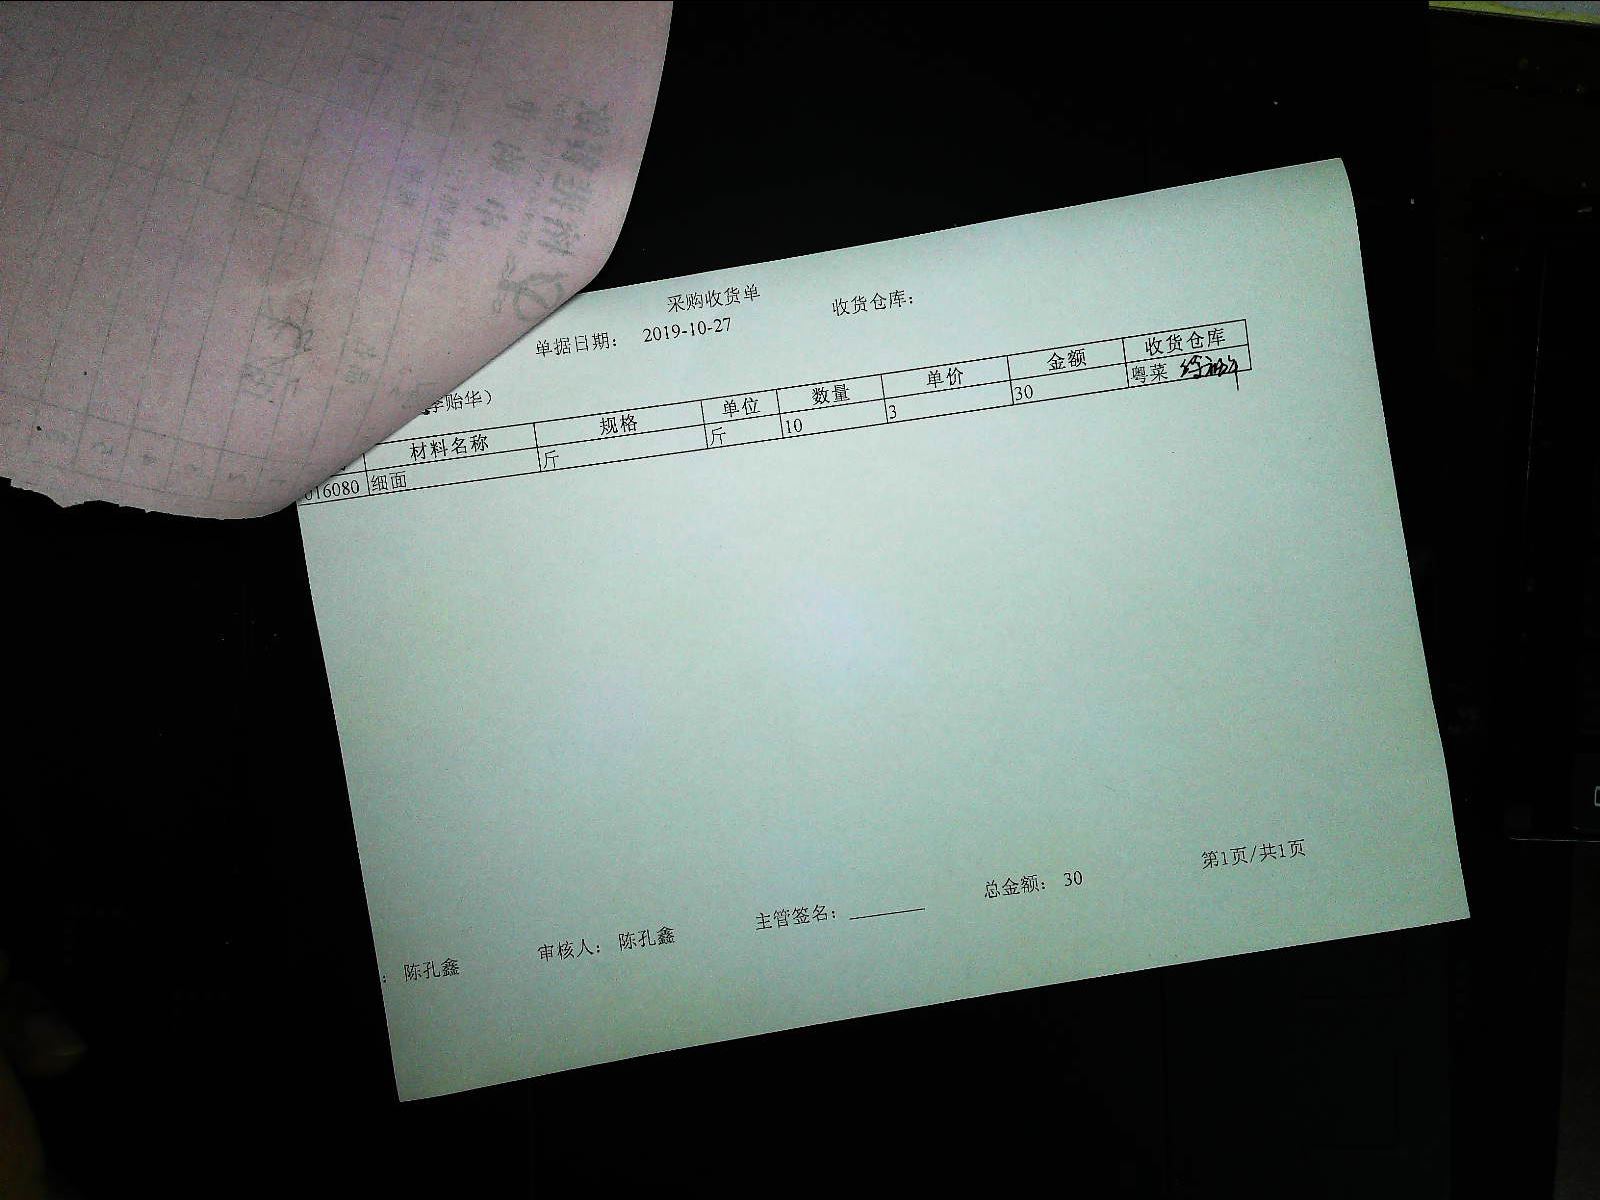 采购收货单
单据日期： 2019-10-27 收货仓库：
李贻华）
材料名称 规格 单位 数量 单价 金额 收货仓库
016080 细面 斤 斤 10 3 30 粤菜
： 陈孔鑫 审核人： 陈孔鑫 主管签名： 总金额： 30 第1页/共1页